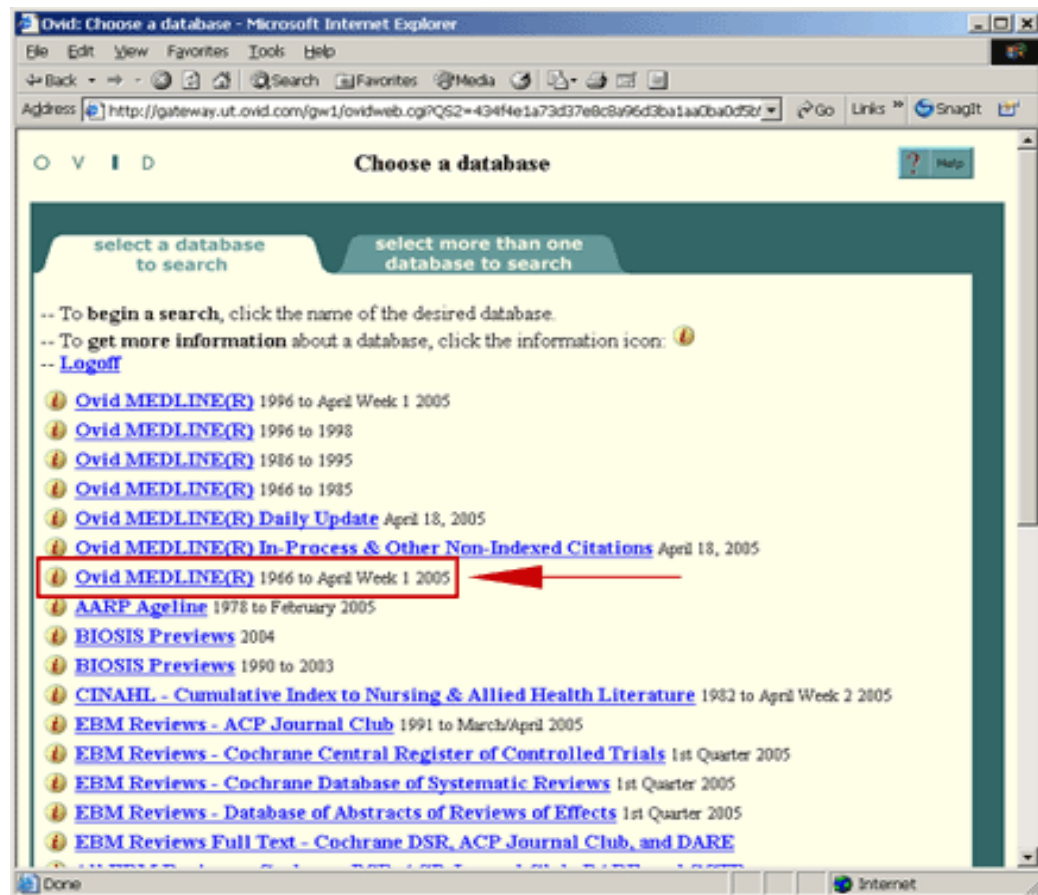 Ovid: Choose a database - Microsoft Internet Explorer
File Edit View Favorites Tools Help
Back Search Favorites Media
Address http://gateway.ut.ovid.com/gw1/ovidweb.cgi?QS2= Go Links » SnagIt
O V I D Choose a database ? Help
select a database
to search
select more than one
database to search
-- To begin a search, click the name of the desired database.
-- To get more information about a database, click the information icon: i
-- Logoff
i Ovid MEDLINE(R) 1996 to April Week 1 2005
i Ovid MEDLINE(R) 1996 to 1998
i Ovid MEDLINE(R) 1986 to 1995
i Ovid MEDLINE(R) 1966 to 1985
i Ovid MEDLINE(R) Daily Update April 18, 2005
i Ovid MEDLINE(R) In-Process & Other Non-Indexed Citations April 18, 2005
i Ovid MEDLINE(R) 1966 to April Week 1 2005
i AARP Ageline 1978 to February 2005
i BIOSIS Previews 2004
i BIOSIS Previews 1990 to 2003
i CINAHL - Cumulative Index to Nursing & Allied Health Literature 1982 to April Week 2 2005
i EBM Reviews - ACP Journal Club 1991 to March/April 2005
i EBM Reviews - Cochrane Central Register of Controlled Trials 1st Quarter 2005
i EBM Reviews - Cochrane Database of Systematic Reviews 1st Quarter 2005
i EBM Reviews - Database of Abstracts of Reviews of Effects 1st Quarter 2005
i EBM Reviews Full Text - Cochrane DSR, ACP Journal Club, and DARE
Done Internet